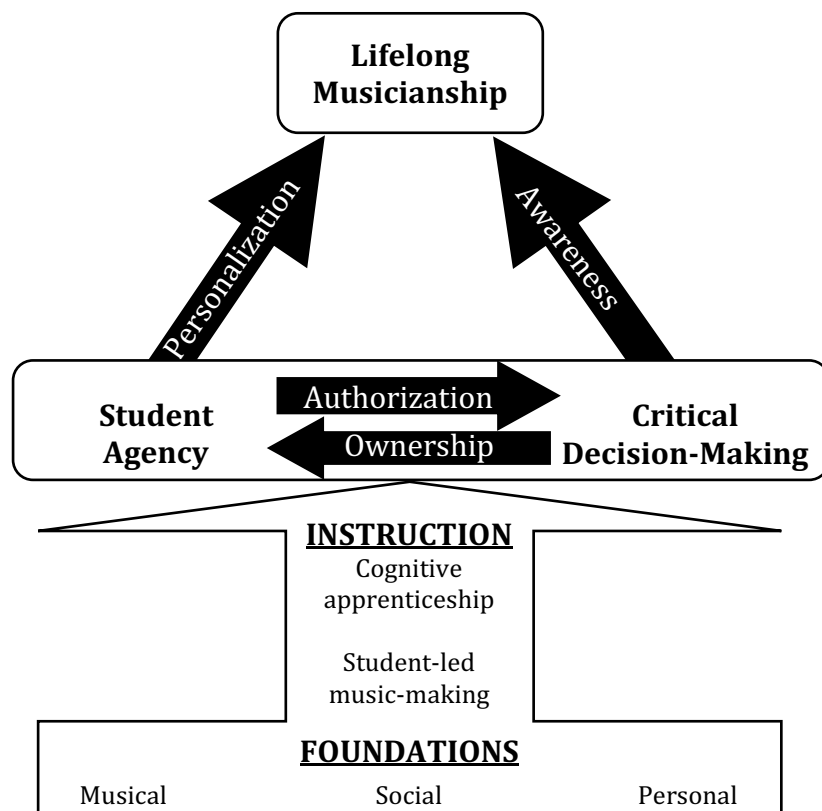 Lifelong
Musicianship
Personalization
Awareness
Student
Agency
Authorization
Ownership
Critical
Decision-Making
INSTRUCTION
Cognitive
apprenticeship
Student-led
music-making
FOUNDATIONS
Musical Social Personal